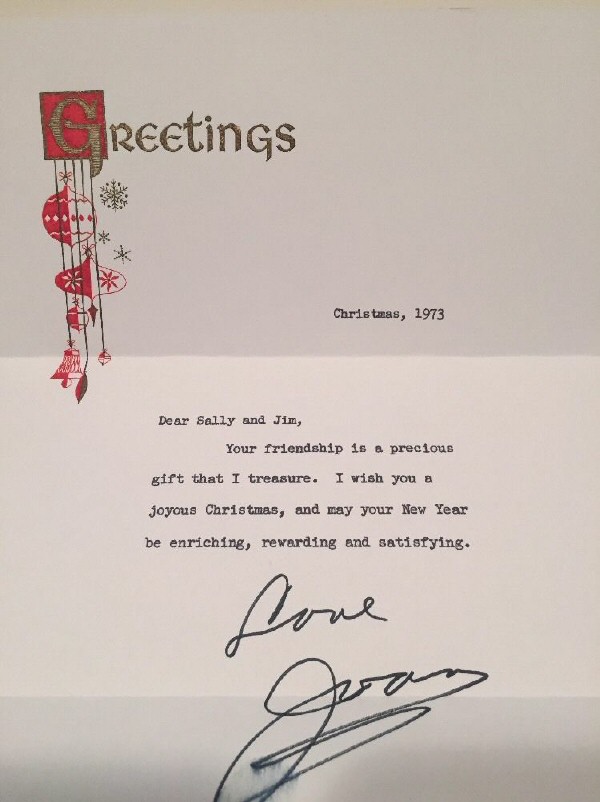 Greetings
Christmas, 1973
Dear Sally and Jim,
Your friendship is a precious
gift that I treasure. I wish you a
joyous Christmas, and may your New Year
be enriching, rewarding and satisfying.
Love
Joan